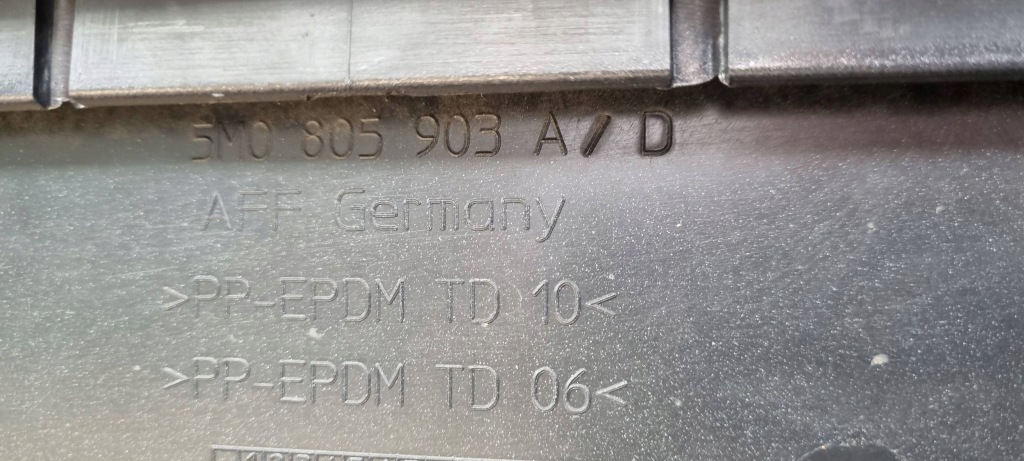 5M0 805 903 A / D
AFF Germany
>PP-EPDM TD 10<
>PP-EPDM TD 06<